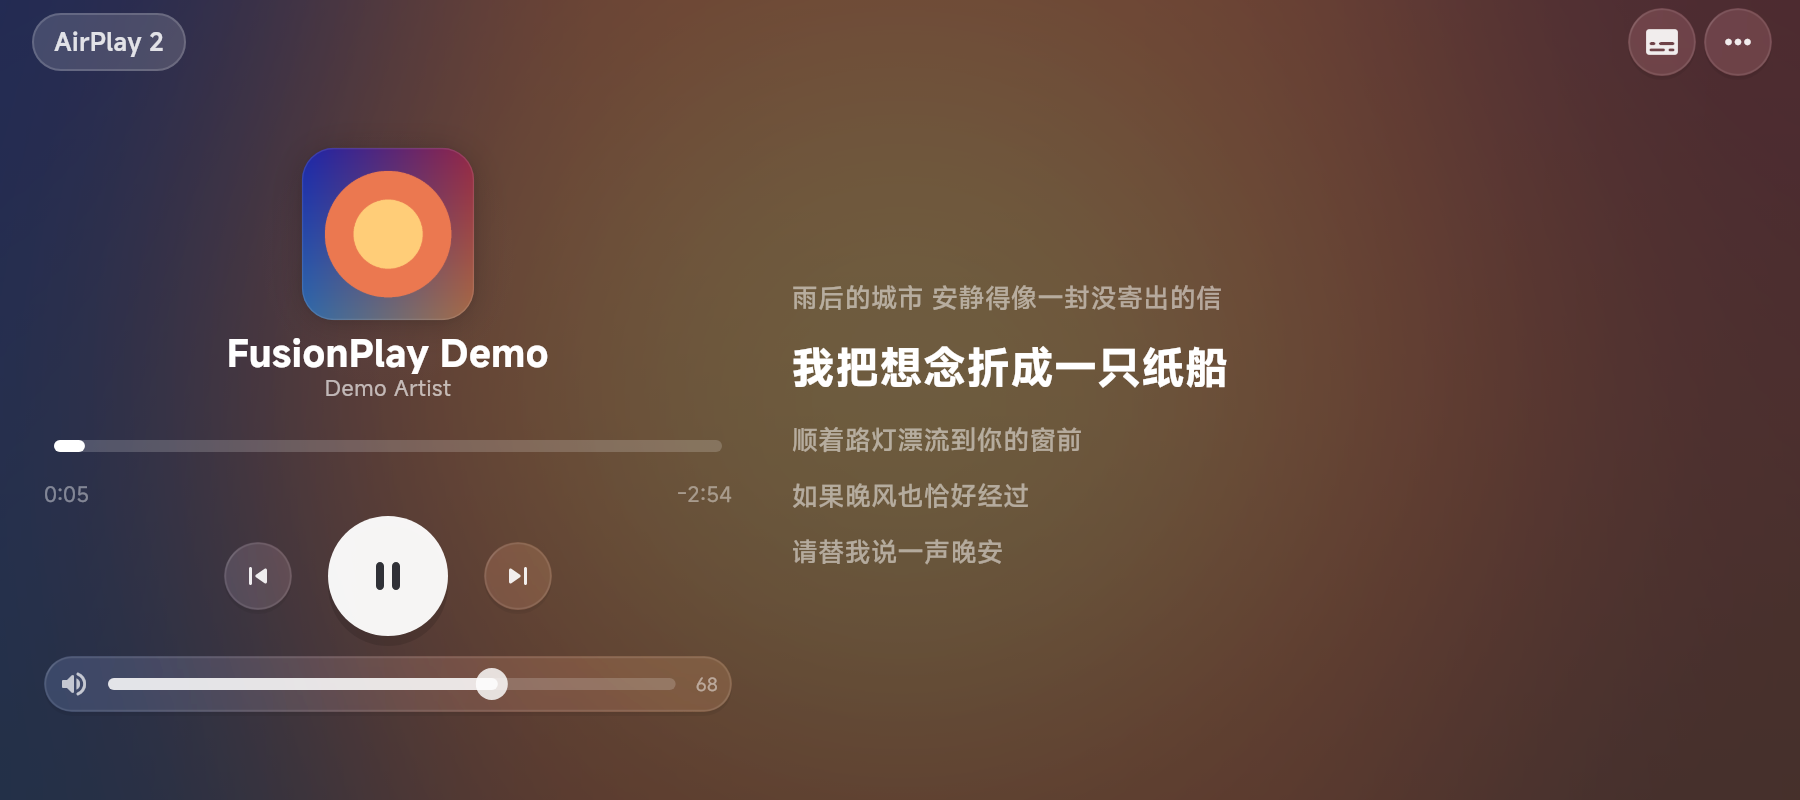 AirPlay 2
FusionPlay Demo
Demo Artist
0:05
-2:54
68
雨后的城市 安静得像一封没寄出的信
我把想念折成一只纸船
顺着路灯漂流到你的窗前
如果晚风也恰好经过
请替我说一声晚安